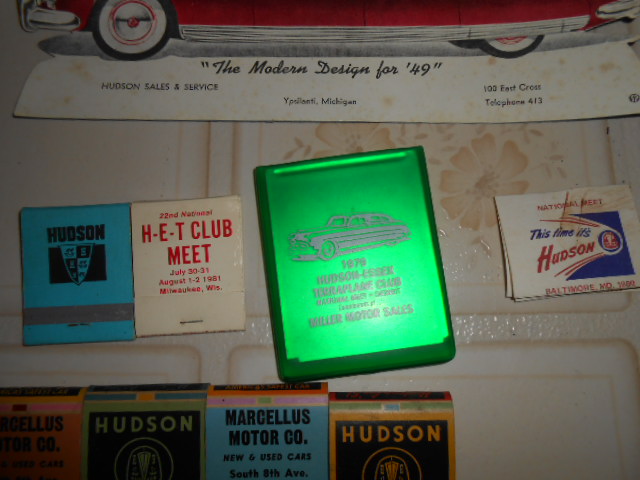 "The Modern Design for '49"
HUDSON SALES & SERVICE
100 East Cross
Ypsilanti, Michigan
Telephone 413
HUDSON
22nd National
H-E-T CLUB
MEET
July 30-31
August 1-2 1981
Milwaukee, Wis.
1979
HUDSON-ESSEX
TERRAPLANE CLUB
MILLER MOTOR SALES
NATIONAL MEET
This time it's
Hudson
BALTIMORE, MD.
MARCELLUS
MOTOR CO.
& USED CARS
HUDSON
MARCELLUS
MOTOR CO.
NEW & USED CARS
South 8th Ave.
HUDSON